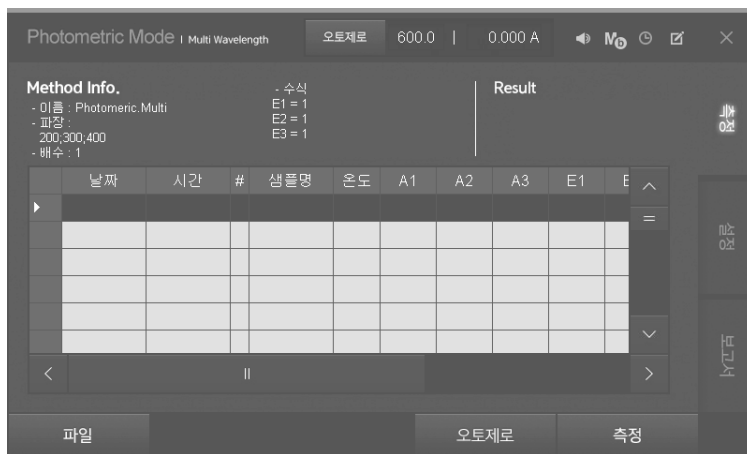 Photometric Mode | Multi Wavelength 오토제로 600.0 | 0.000 A
Method Info.
- 이름 : Photomeric.Multi
- 파장 :
200;300;400
- 배수 : 1
- 수식
E1 = 1
E2 = 1
E3 = 1
Result
측정
설정
보고서
날짜 시간 # 샘플명 온도 A1 A2 A3 E1
파일 오토제로 측정